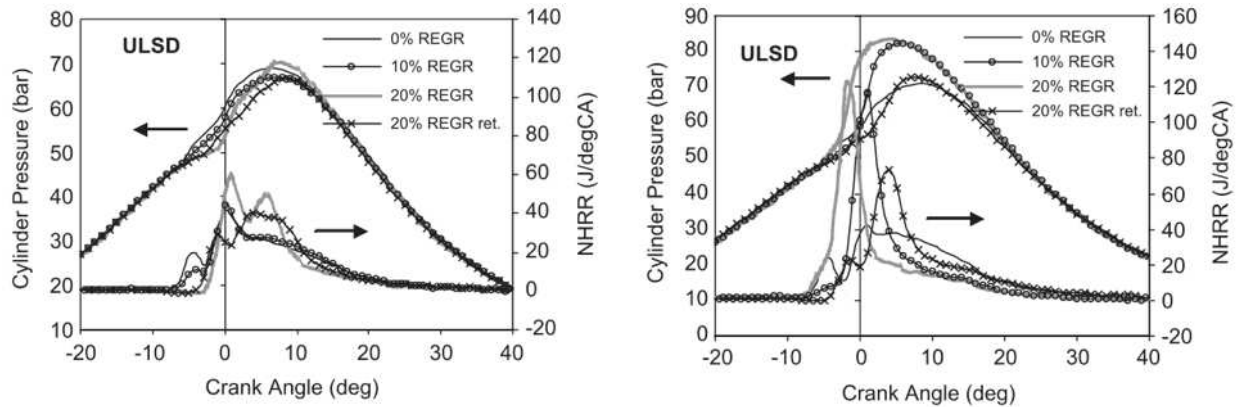 80
70
60
50
40
30
20
10
Cylinder Pressure (bar)
ULSD
0% REGR
10% REGR
20% REGR
20% REGR ret.
140
120
100
80
60
40
20
0
-20
NHRR (J/degCA)
-20 -10 0 10 20 30 40
Crank Angle (deg)
90
80
70
60
50
40
30
20
10
0
Cylinder Pressure (bar)
ULSD
0% REGR
10% REGR
20% REGR
20% REGR ret.
160
140
120
100
80
60
40
20
0
-20
NHRR (J/degCA)
-20 -10 0 10 20 30 40
Crank Angle (deg)